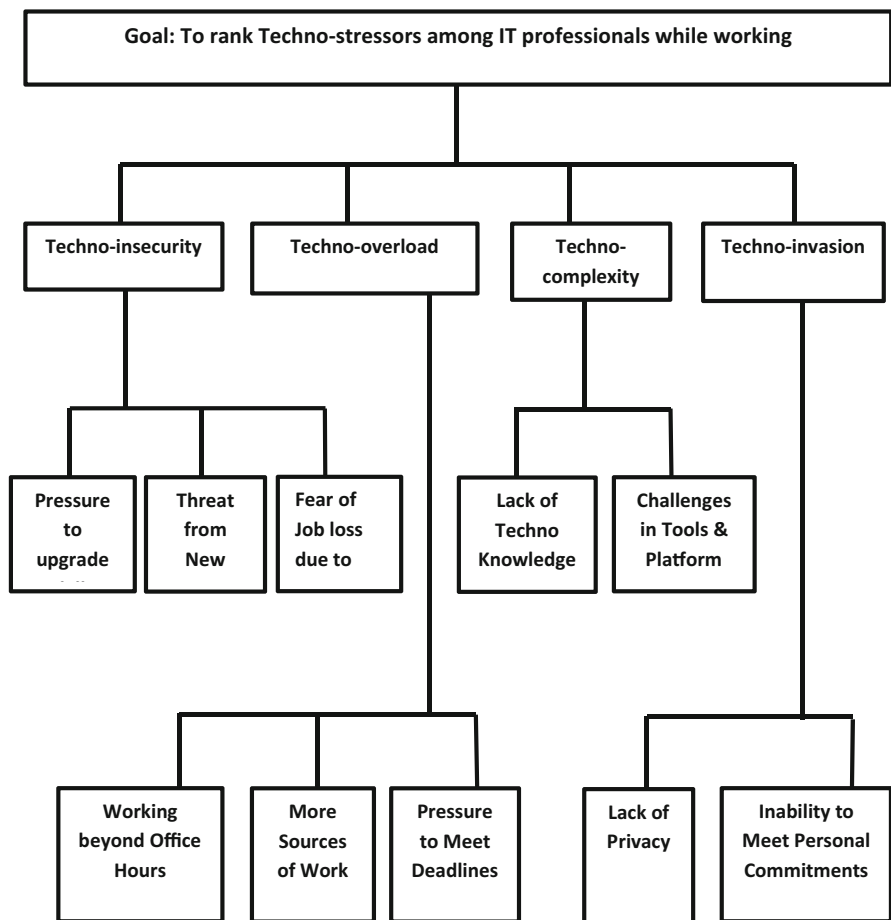 Goal: To rank Techno-stressors among IT professionals while working
Techno-insecurity
Techno-overload
Techno-
complexity
Techno-invasion
Pressure
to
upgrade
Threat
from
New
Fear of
Job loss
due to
Lack of
Techno
Knowledge
Challenges
in Tools &
Platform
Working
beyond Office
Hours
More
Sources
of Work
Pressure
to Meet
Deadlines
Lack of
Privacy
Inability to
Meet Personal
Commitments